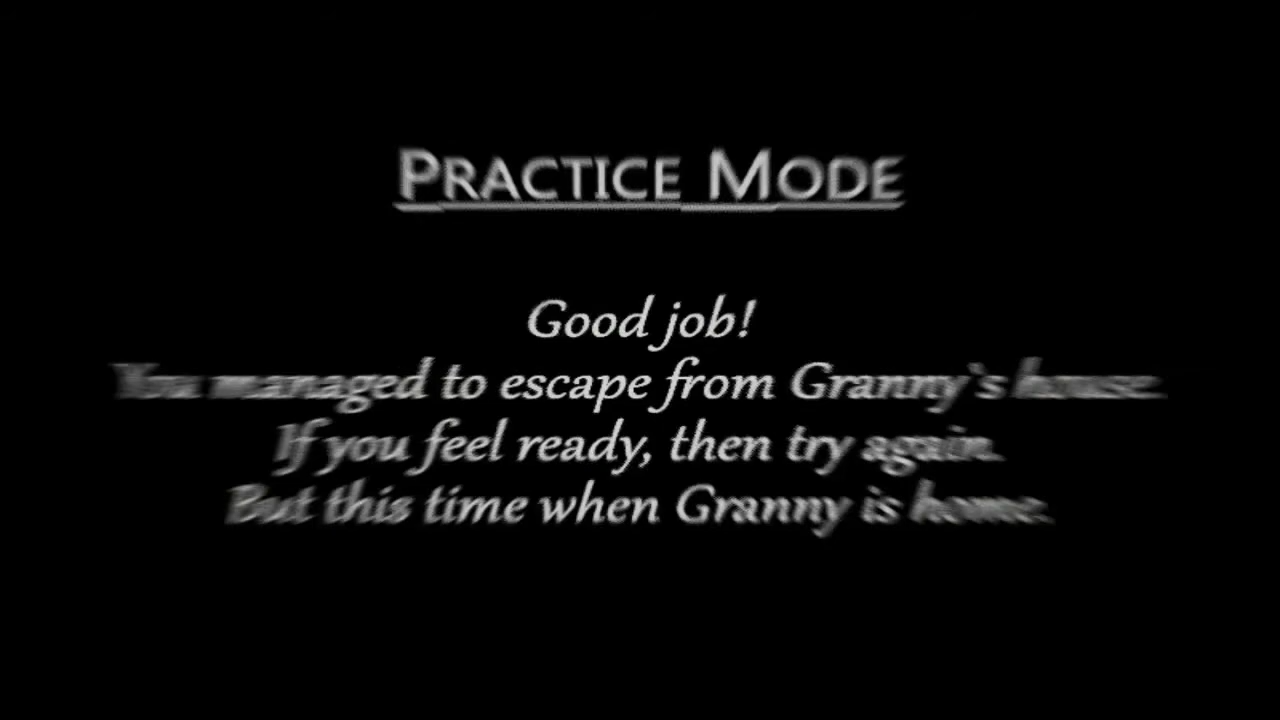 PRACTICE MODE
Good job!
You managed to escape from Granny`s house.
If you feel ready, then try again.
But this time when Granny is home.